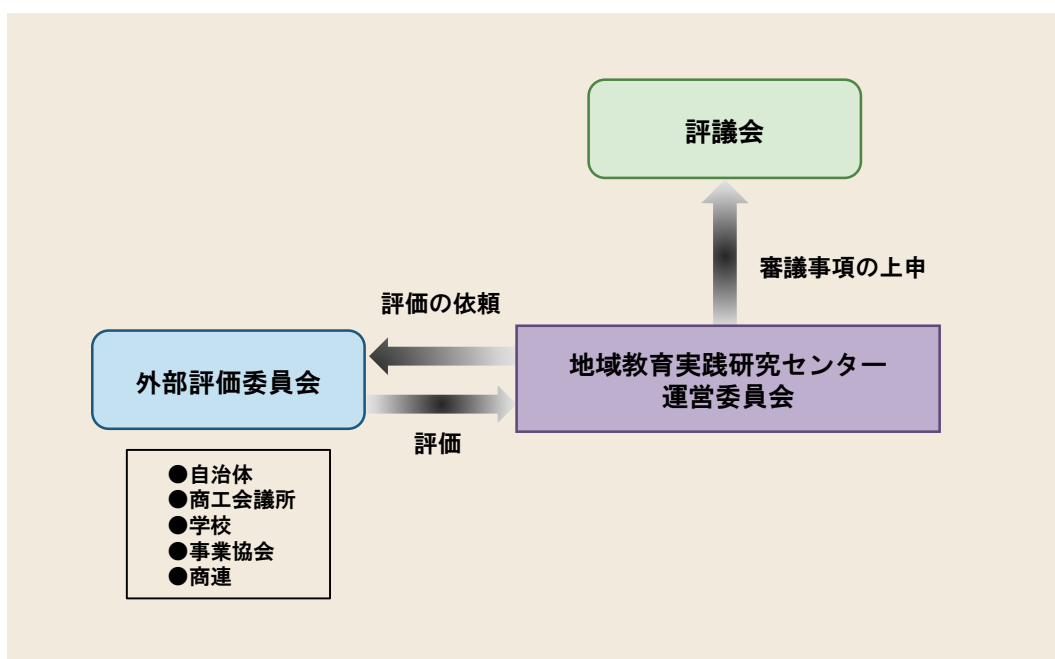 評議会
審議事項の上申
評価の依頼
地域教育実践研究センター
運営委員会
外部評価委員会
評価
●自治体
●商工会議所
●学校
●事業協会
●商連